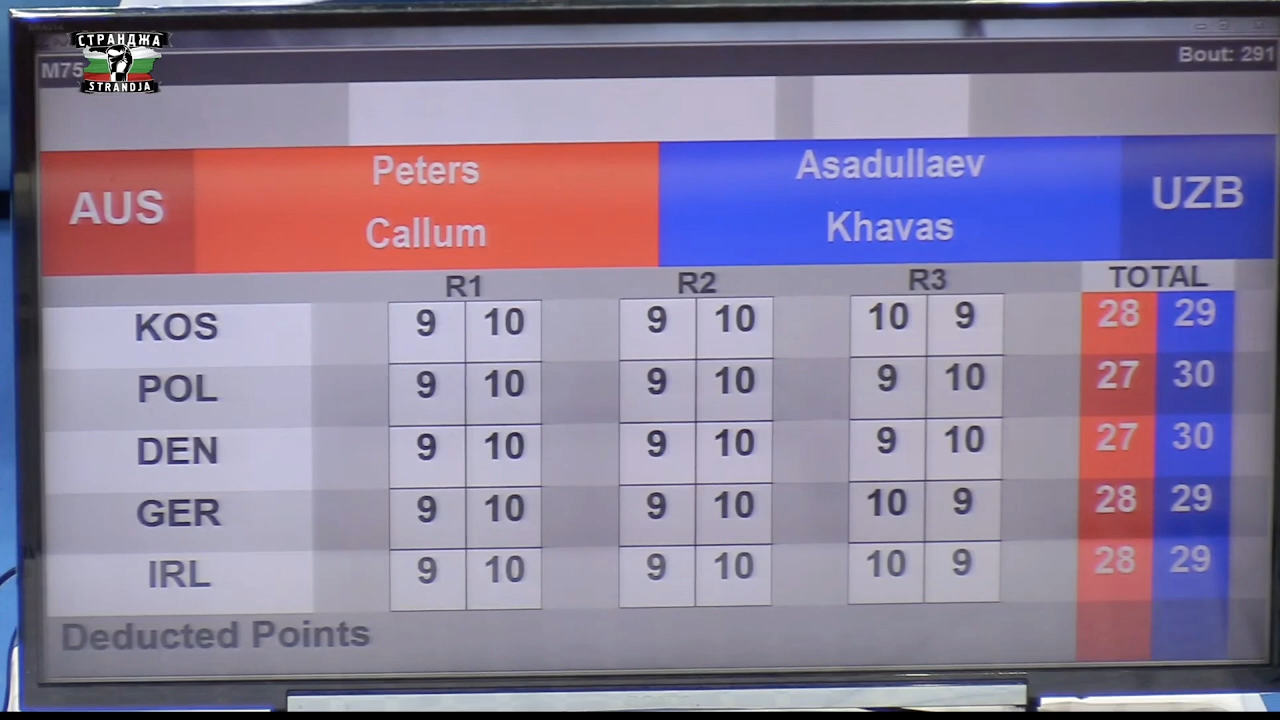 СТРАНДЖА
STRANDJA
M75 Bout: 291
AUS Peters Callum Asadullaev Khavas UZB
R1 R2 R3 TOTAL
KOS 9 10 9 10 10 9 28 29
POL 9 10 9 10 9 10 27 30
DEN 9 10 9 10 9 10 27 30
GER 9 10 9 10 10 9 28 29
IRL 9 10 9 10 10 9 28 29
Deducted Points